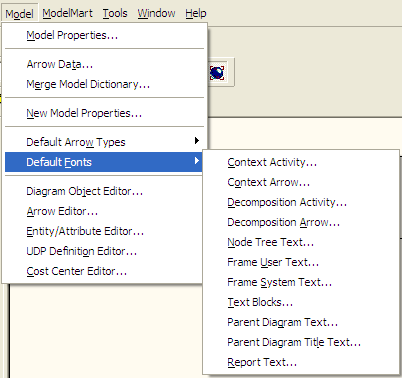 Model ModelMart Tools Window Help
Model Properties...
Arrow Data...
Merge Model Dictionary...
New Model Properties...
Default Arrow Types
Default Fonts
Diagram Object Editor...
Arrow Editor...
Entity/Attribute Editor...
UDP Definition Editor...
Cost Center Editor...
Context Activity...
Context Arrow...
Decomposition Activity...
Decomposition Arrow...
Node Tree Text...
Frame User Text...
Frame System Text...
Text Blocks...
Parent Diagram Text...
Parent Diagram Title Text...
Report Text...